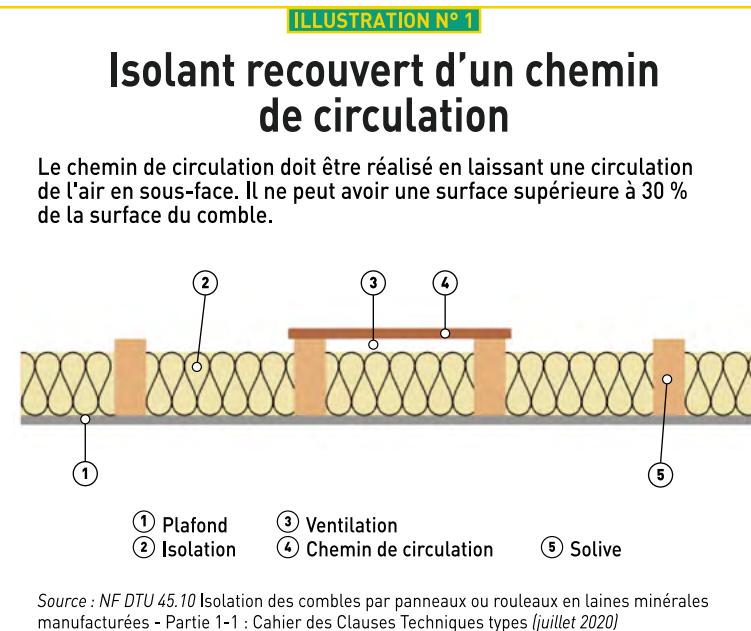 ILLUSTRATION N° 1
Isolant recouvert d’un chemin
de circulation
Le chemin de circulation doit être réalisé en laissant une circulation
de l'air en sous-face. Il ne peut avoir une surface supérieure à 30 %
de la surface du comble.
2 3 4
1 5
1 Plafond 3 Ventilation
2 Isolation 4 Chemin de circulation 5 Solive
Source : NF DTU 45.10 Isolation des combles par panneaux ou rouleaux en laines minérales
manufacturées - Partie 1-1 : Cahier des Clauses Techniques types (juillet 2020)